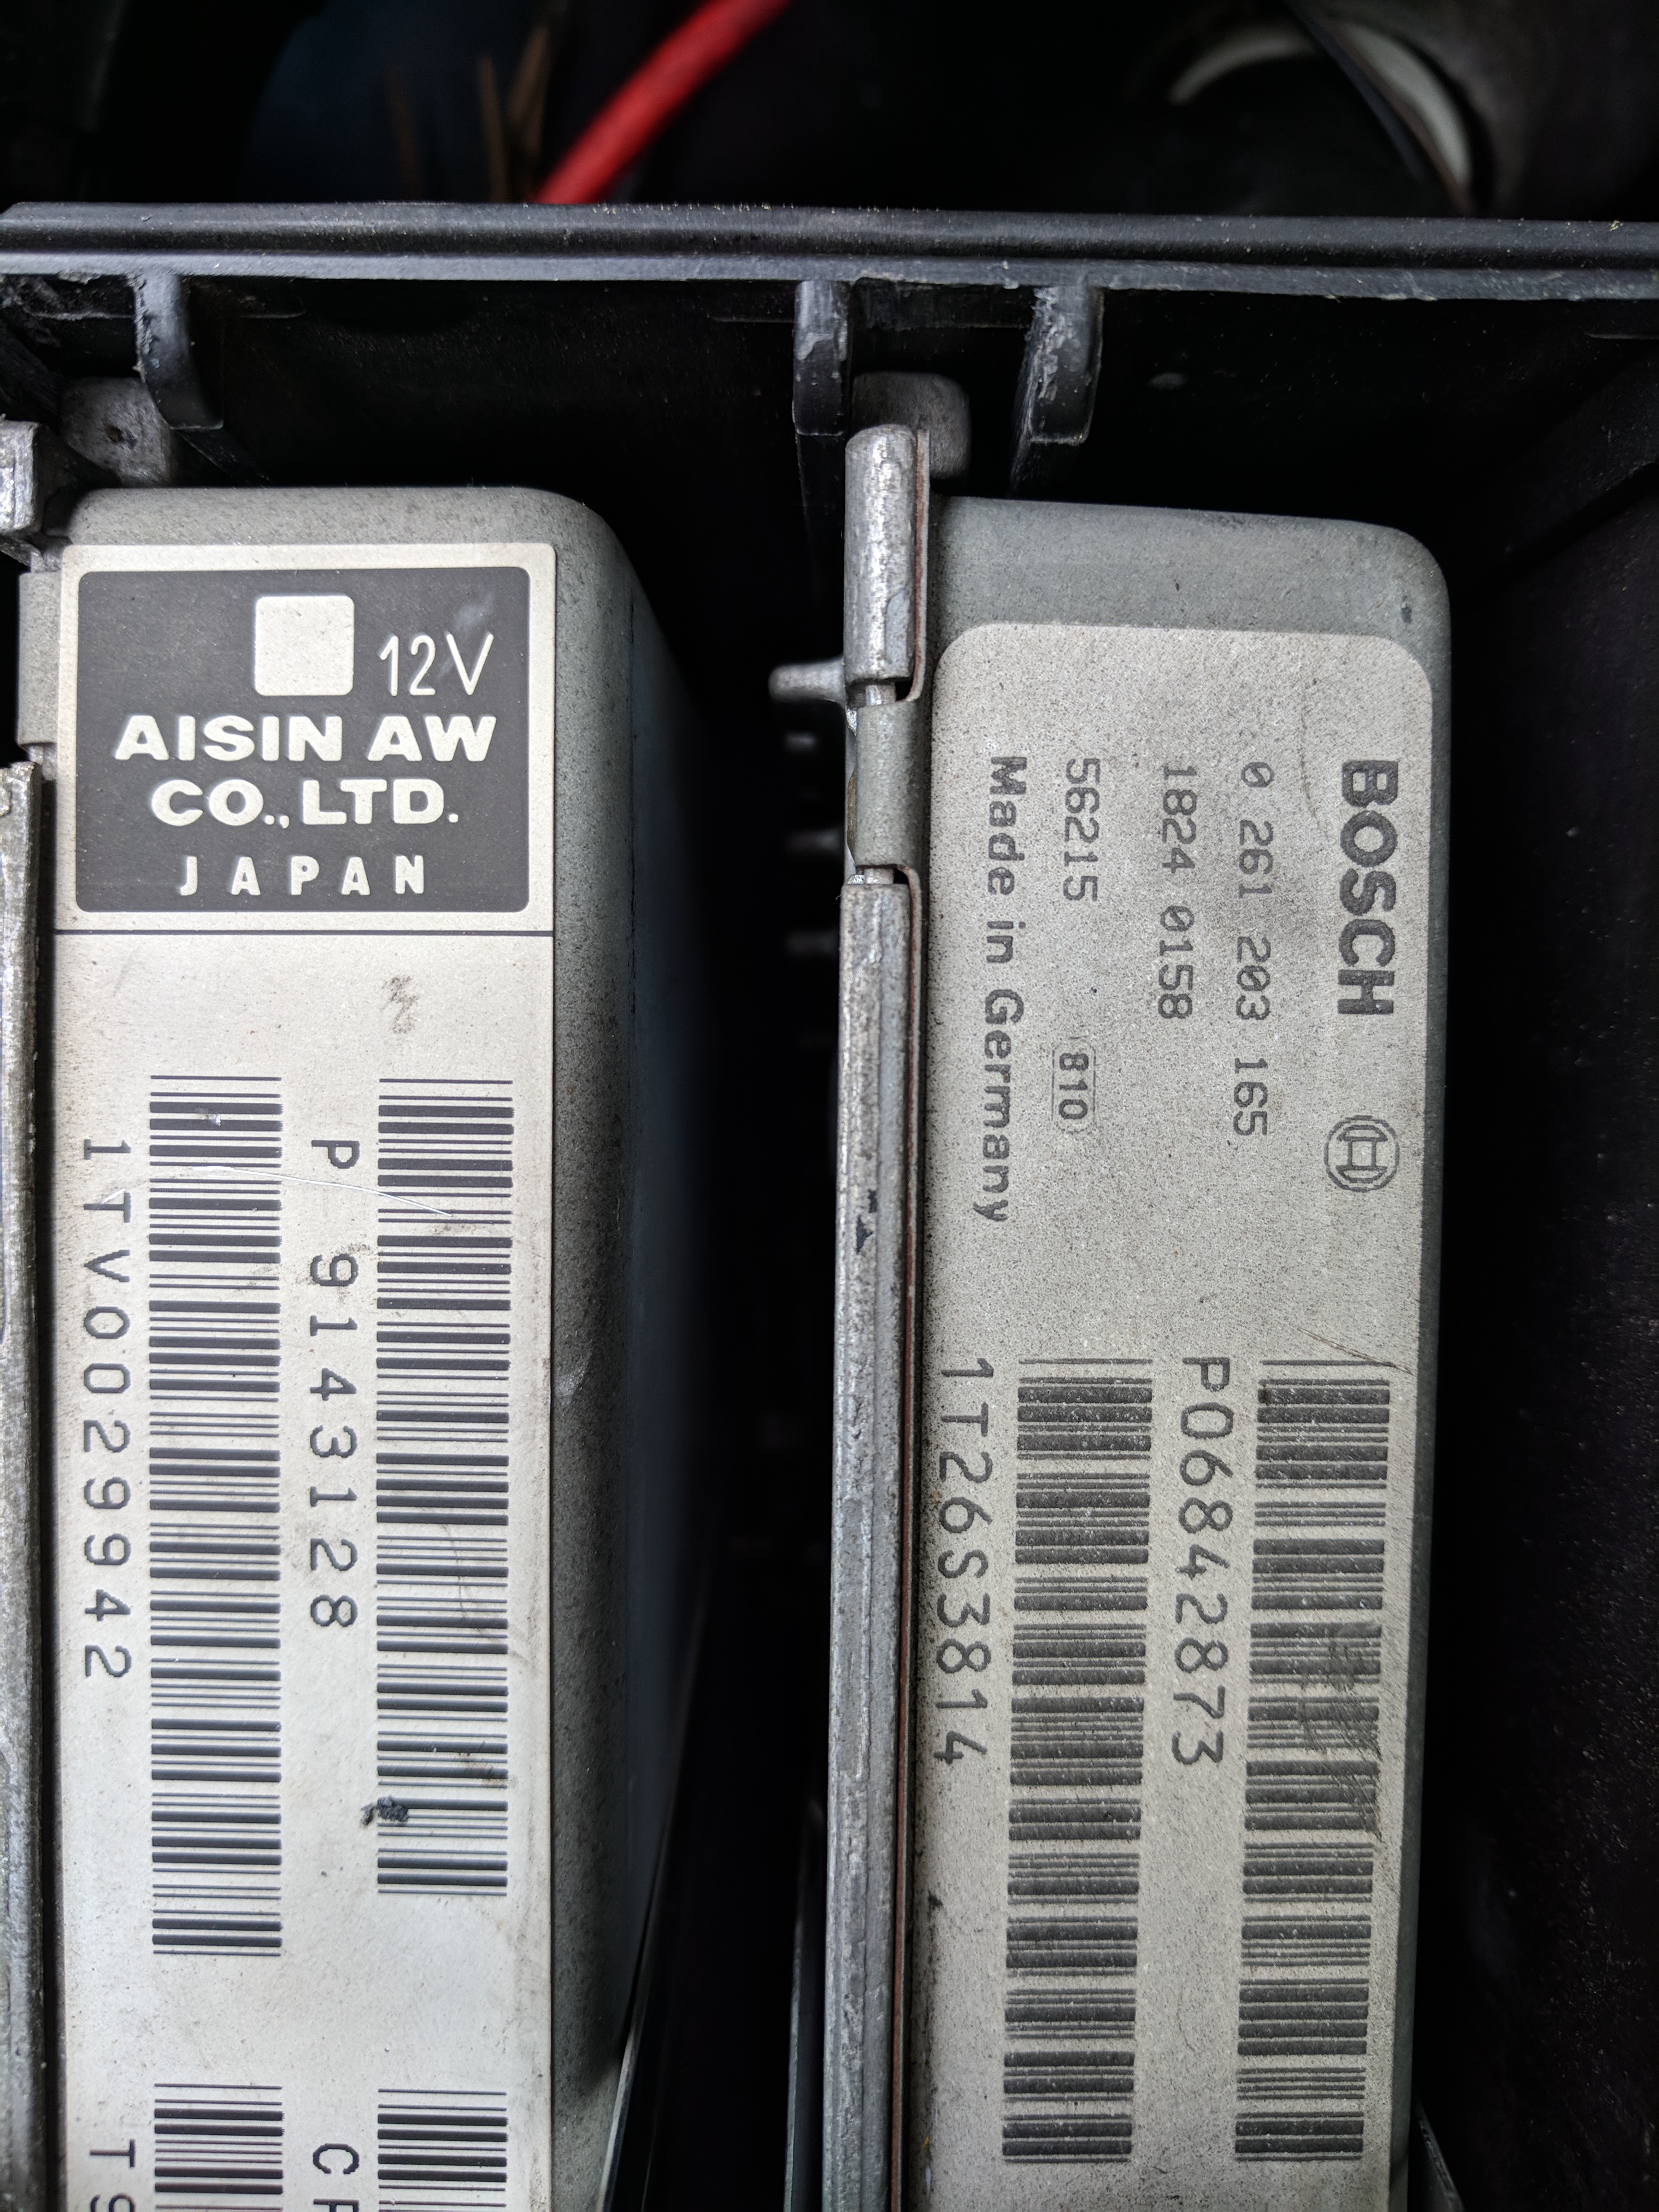 12V
AISIN AW
CO.,LTD.
JAPAN
P 9143128
1TV0029942
BOSCH
0 261 203 165
1824 0158
56215 810
Made in Germany
P06842873
1T26S3814